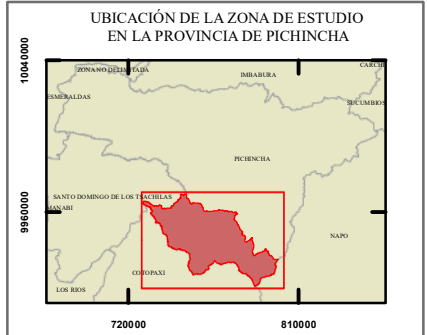 UBICACIÓN DE LA ZONA DE ESTUDIO
EN LA PROVINCIA DE PICHINCHA
10040000
CARCHI
ZONA NO DELIMITADA
IMBABURA
ESMERALDAS
SUCUMBIOS
PICHINCHA
SANTO DOMINGO DE LOS TSACHILAS
MANABI
9960000
NAPO
COTOPAXI
LOS RIOS
720000
810000